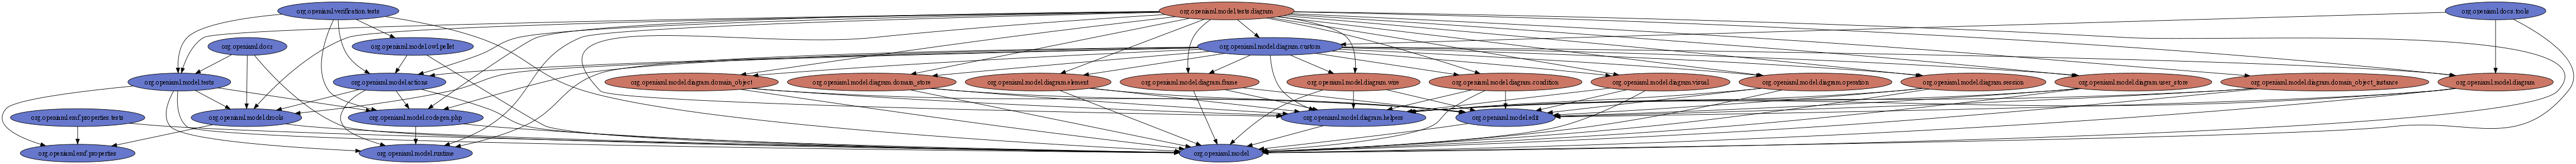 org.openiaml.verification.tests
org.openiaml.model.tests.diagram
org.openiaml.docs.tools
org.openiaml.docs
org.openiaml.model.owl.pellet
org.openiaml.model.diagram.custom
org.openiaml.model.tests
org.openiaml.model.actions
org.openiaml.model.diagram.domain_object
org.openiaml.model.diagram.domain_store
org.openiaml.model.diagram.element
org.openiaml.model.diagram.frame
org.openiaml.model.diagram.wire
org.openiaml.model.diagram.condition
org.openiaml.model.diagram.visual
org.openiaml.model.diagram.operation
org.openiaml.model.diagram.session
org.openiaml.model.diagram.user_store
org.openiaml.model.diagram.domain_object_instance
org.openiaml.model.diagram
org.openiaml.emf.properties.tests
org.openiaml.model.drools
org.openiaml.model.codegen.php
org.openiaml.model.diagram.helpers
org.openiaml.model.edit
org.openiaml.emf.properties
org.openiaml.model.runtime
org.openiaml.model